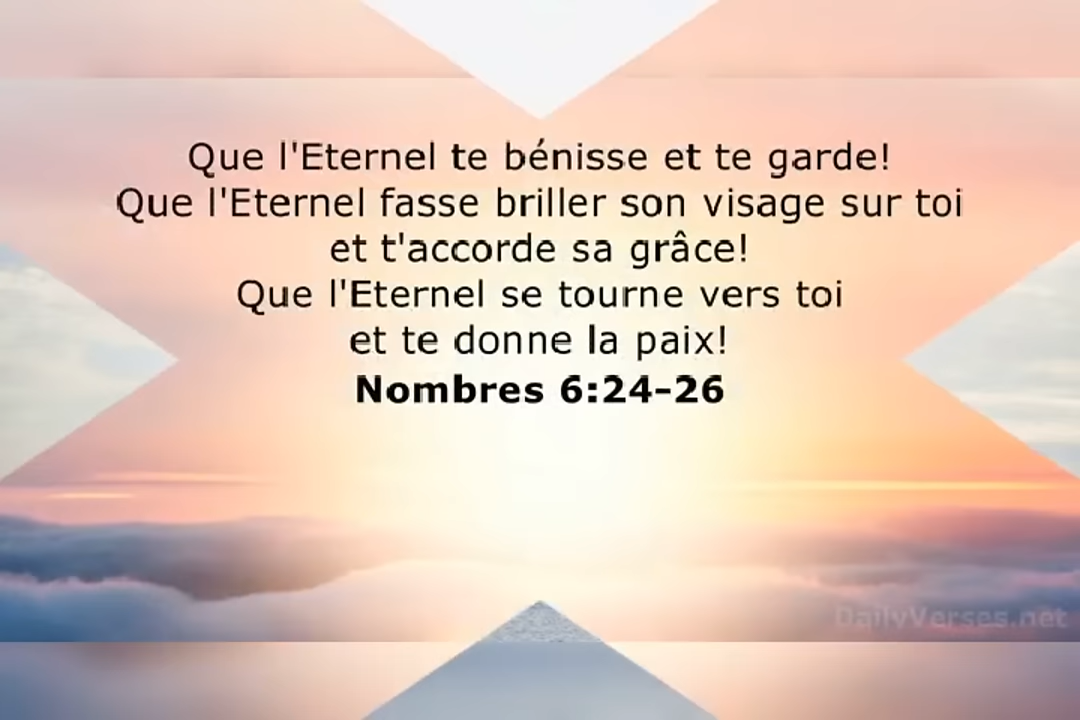 Que l'Eternel te bénisse et te garde!
Que l'Eternel fasse briller son visage sur toi
et t'accorde sa grâce!
Que l'Eternel se tourne vers toi
et te donne la paix!
Nombres 6:24-26
DailyVerses.net